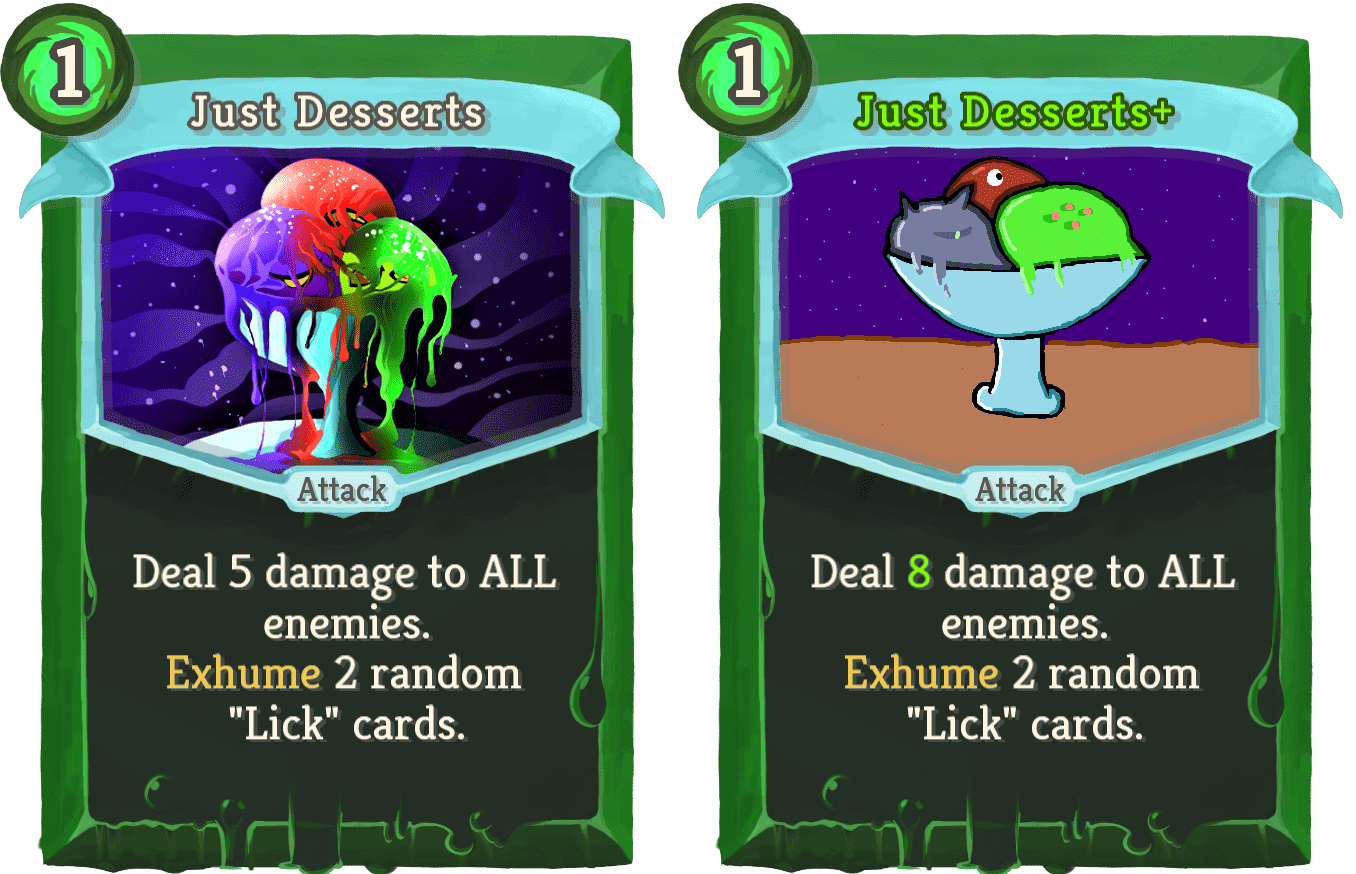 1
Just Desserts
Attack
Deal 5 damage to ALL
enemies.
Exhume 2 random
"Lick" cards.
1
Just Desserts+
Attack
Deal 8 damage to ALL
enemies.
Exhume 2 random
"Lick" cards.